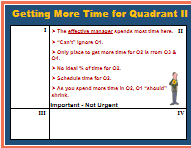 Getting More Time for Quadrant II
I
II
➤ The effective manager spends most time here.
➤ "Can't" ignore Q1.
➤ Only place to get more time for Q2 is from Q3 & Q4.
➤ No ideal % of time for Q2.
➤ Schedule time for Q2.
➤ As you spend more time in Q2, Q1 "should" shrink.
Important - Not Urgent
III
IV